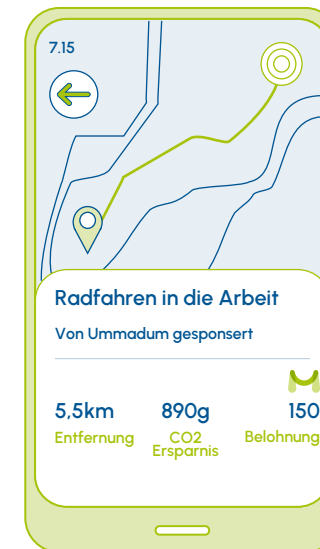 7.15
Radfahren in die Arbeit
Von Ummadum gesponsert
5,5km 890g 150
Entfernung CO2 Belohnung
Ersparnis